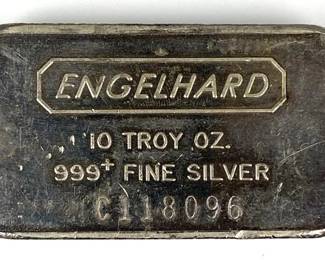 ENGELHARD
10 TROY OZ.
999+ FINE SILVER
C118096